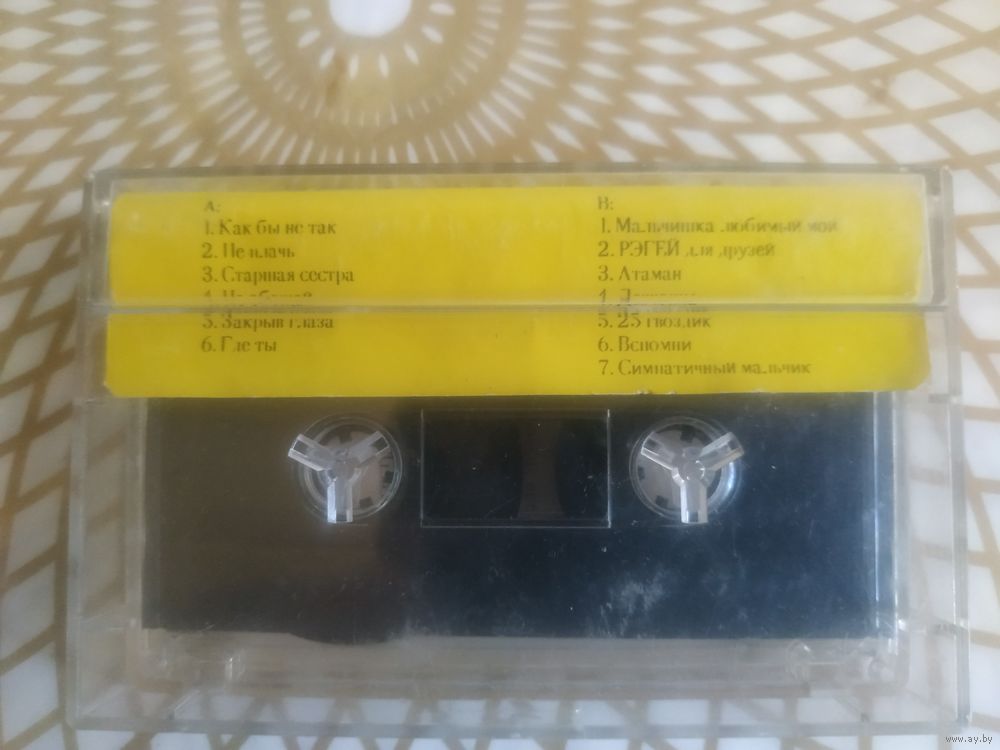 A:
1. Как бы не так
2. Не плачь
3. Старшая сестра
4.
5. Закрыв глаза
6. Где ты
B:
1. Мальчишка любимый мой
2. РЭГЕЙ для друзей
3. Атаман
4.
5. 25 гвоздик
6. Вспомни
7. Симпатичный мальчик
www.ay.by